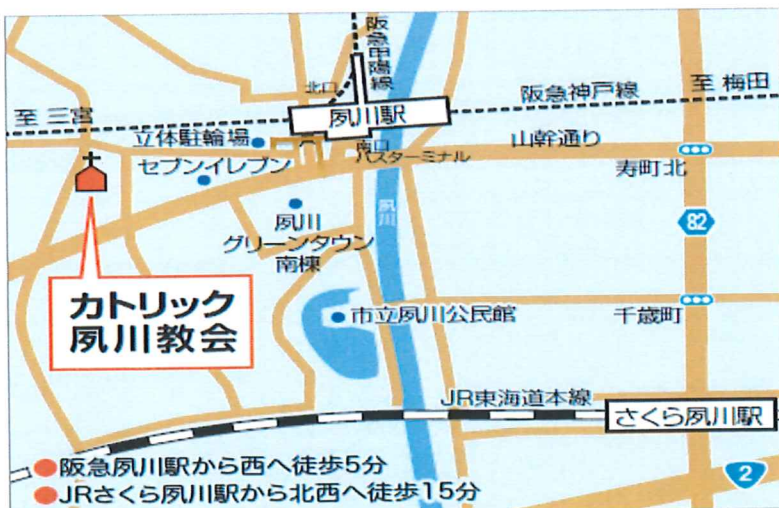 阪急甲陽線
北口
至 三宮
夙川駅
阪急神戸線
至 梅田
立体駐輪場
南口
バスターミナル
山幹通り
セブンイレブン
寿町北
夙川
夙川
グリーンタウン
南棟
82
カトリック
夙川教会
市立夙川公民館
千歳町
JR東海道本線
さくら夙川駅
●阪急夙川駅から西へ徒歩5分
●JRさくら夙川駅から北西へ徒歩15分
2